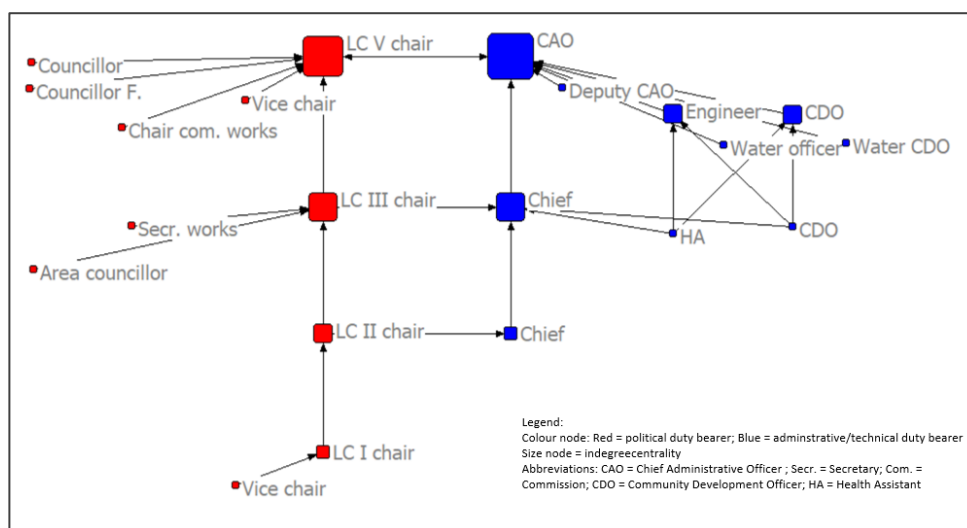 LC V chair
CAO
Councillor
Councillor F.
Vice chair
Deputy CAO
Engineer
CDO
Chair com. works
Water officer
Water CDO
LC III chair
Chief
Secr. works
HA
CDO
Area councillor
LC II chair
Chief
LC I chair
Vice chair
Legend:
Colour node: Red = political duty bearer; Blue = adminstrative/technical duty bearer
Size node = indegreecentrality
Abbreviations: CAO = Chief Administrative Officer ; Secr. = Secretary; Com. =
Commission; CDO = Community Development Officer; HA = Health Assistant